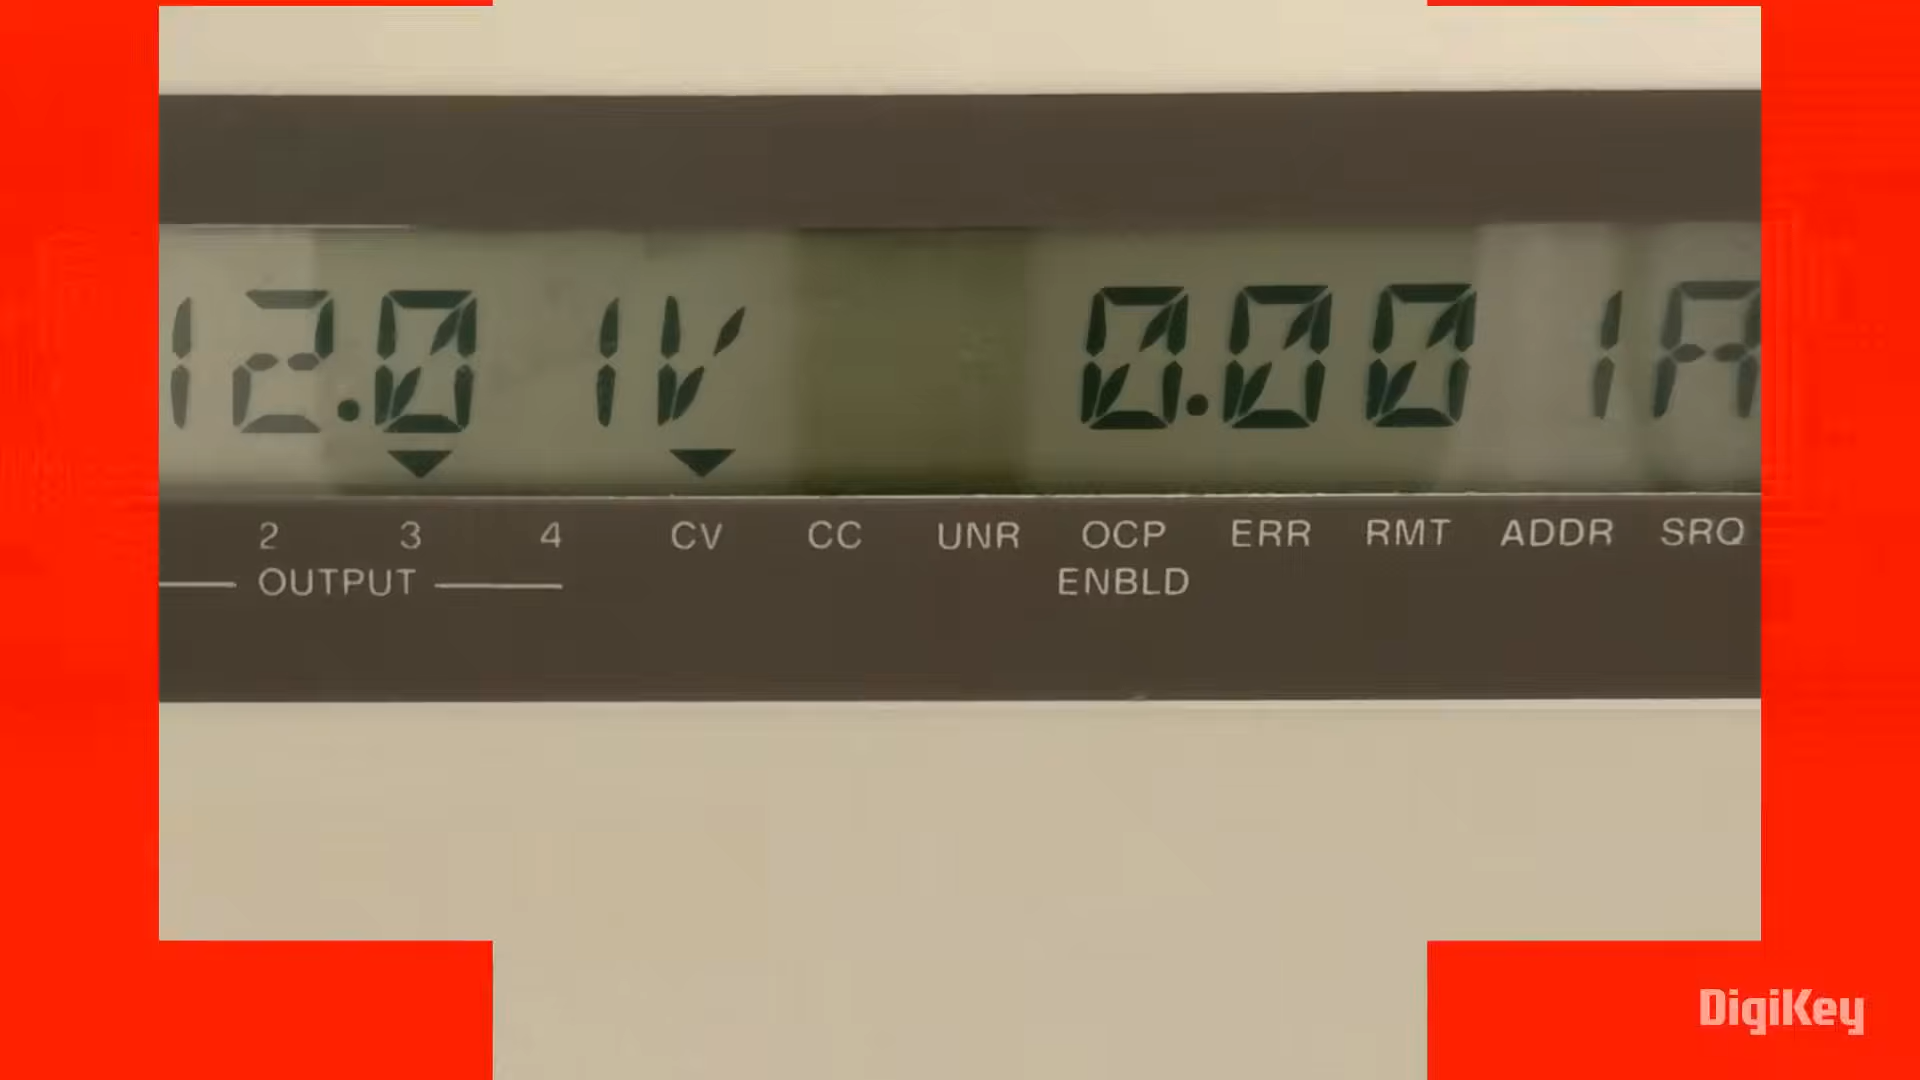 12.01V 0.001A
2 3 4 CV CC UNR OCP ERR RMT ADDR SRQ
OUTPUT ENBLD
DigiKey